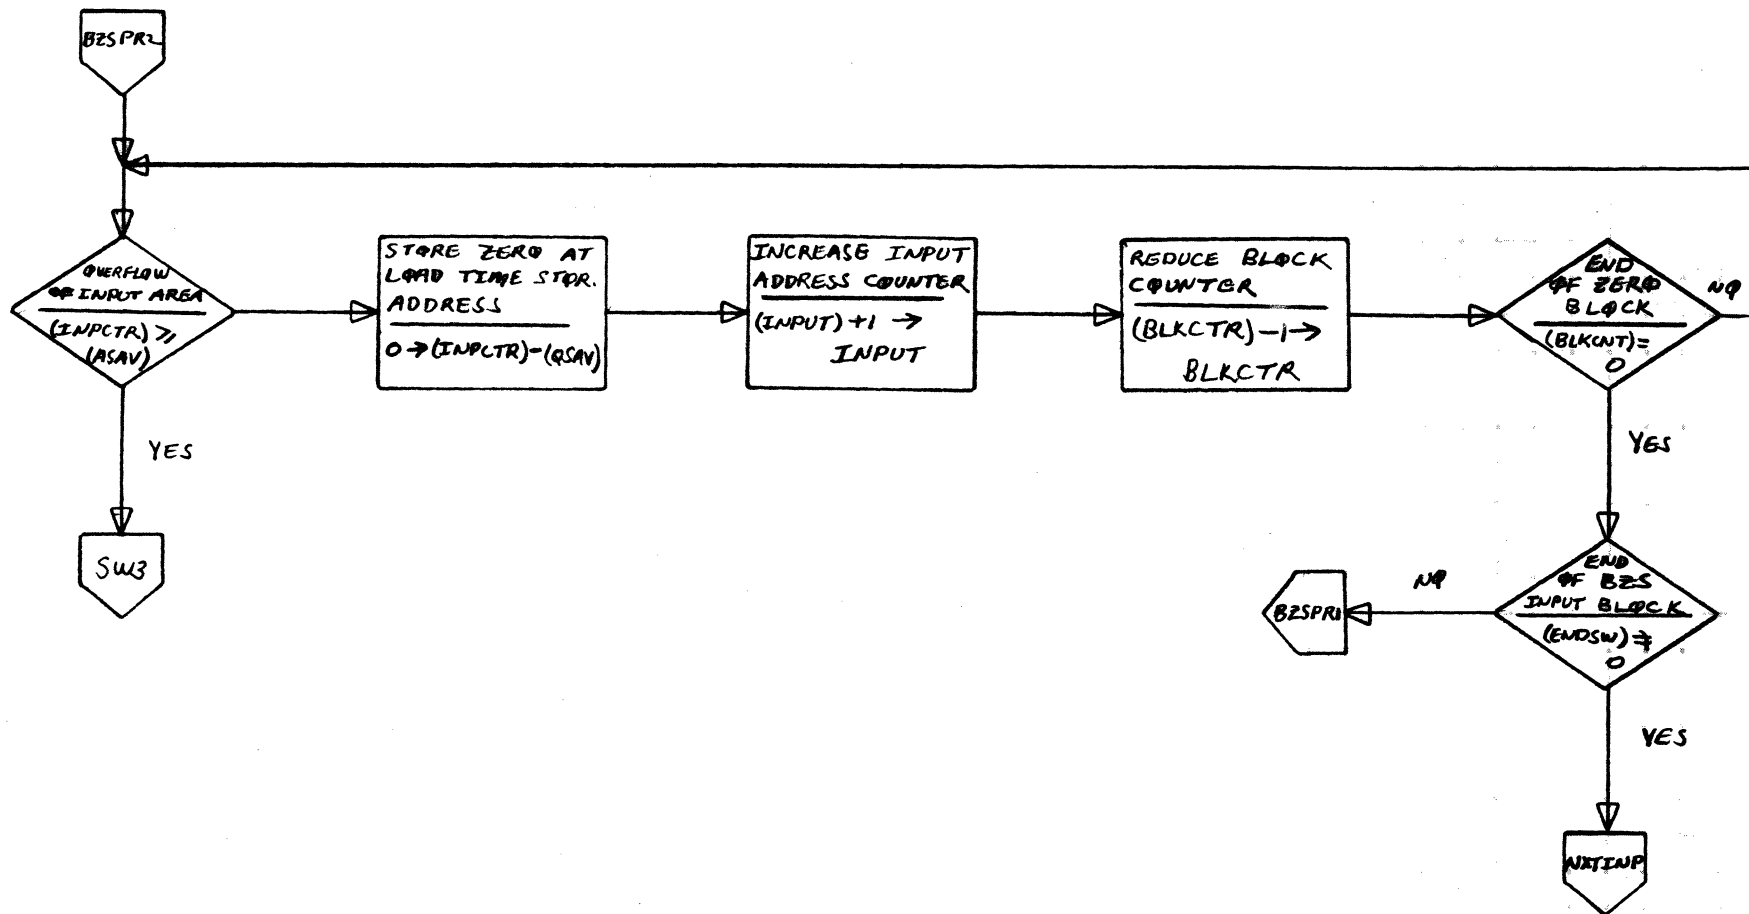 BZSPR2
OVERFLOW
OF INPUT AREA
(INPCTR) ≥
(ASAV)
YES
SW3
STORE ZERO AT
LOAD TIME STOR.
ADDRESS
0 → (INPCTR) - (QSAV)
INCREASE INPUT
ADDRESS COUNTER
(INPUT) +1 →
INPUT
REDUCE BLOCK
COUNTER
(BLKCTR) -1 →
BLKCTR
END
OF ZERO
BLOCK
(BLKCNT) =
0
NO
YES
END
OF BZS
INPUT BLOCK
(ENDSW) ≠
0
NO
BZSPR1
YES
NXTINP